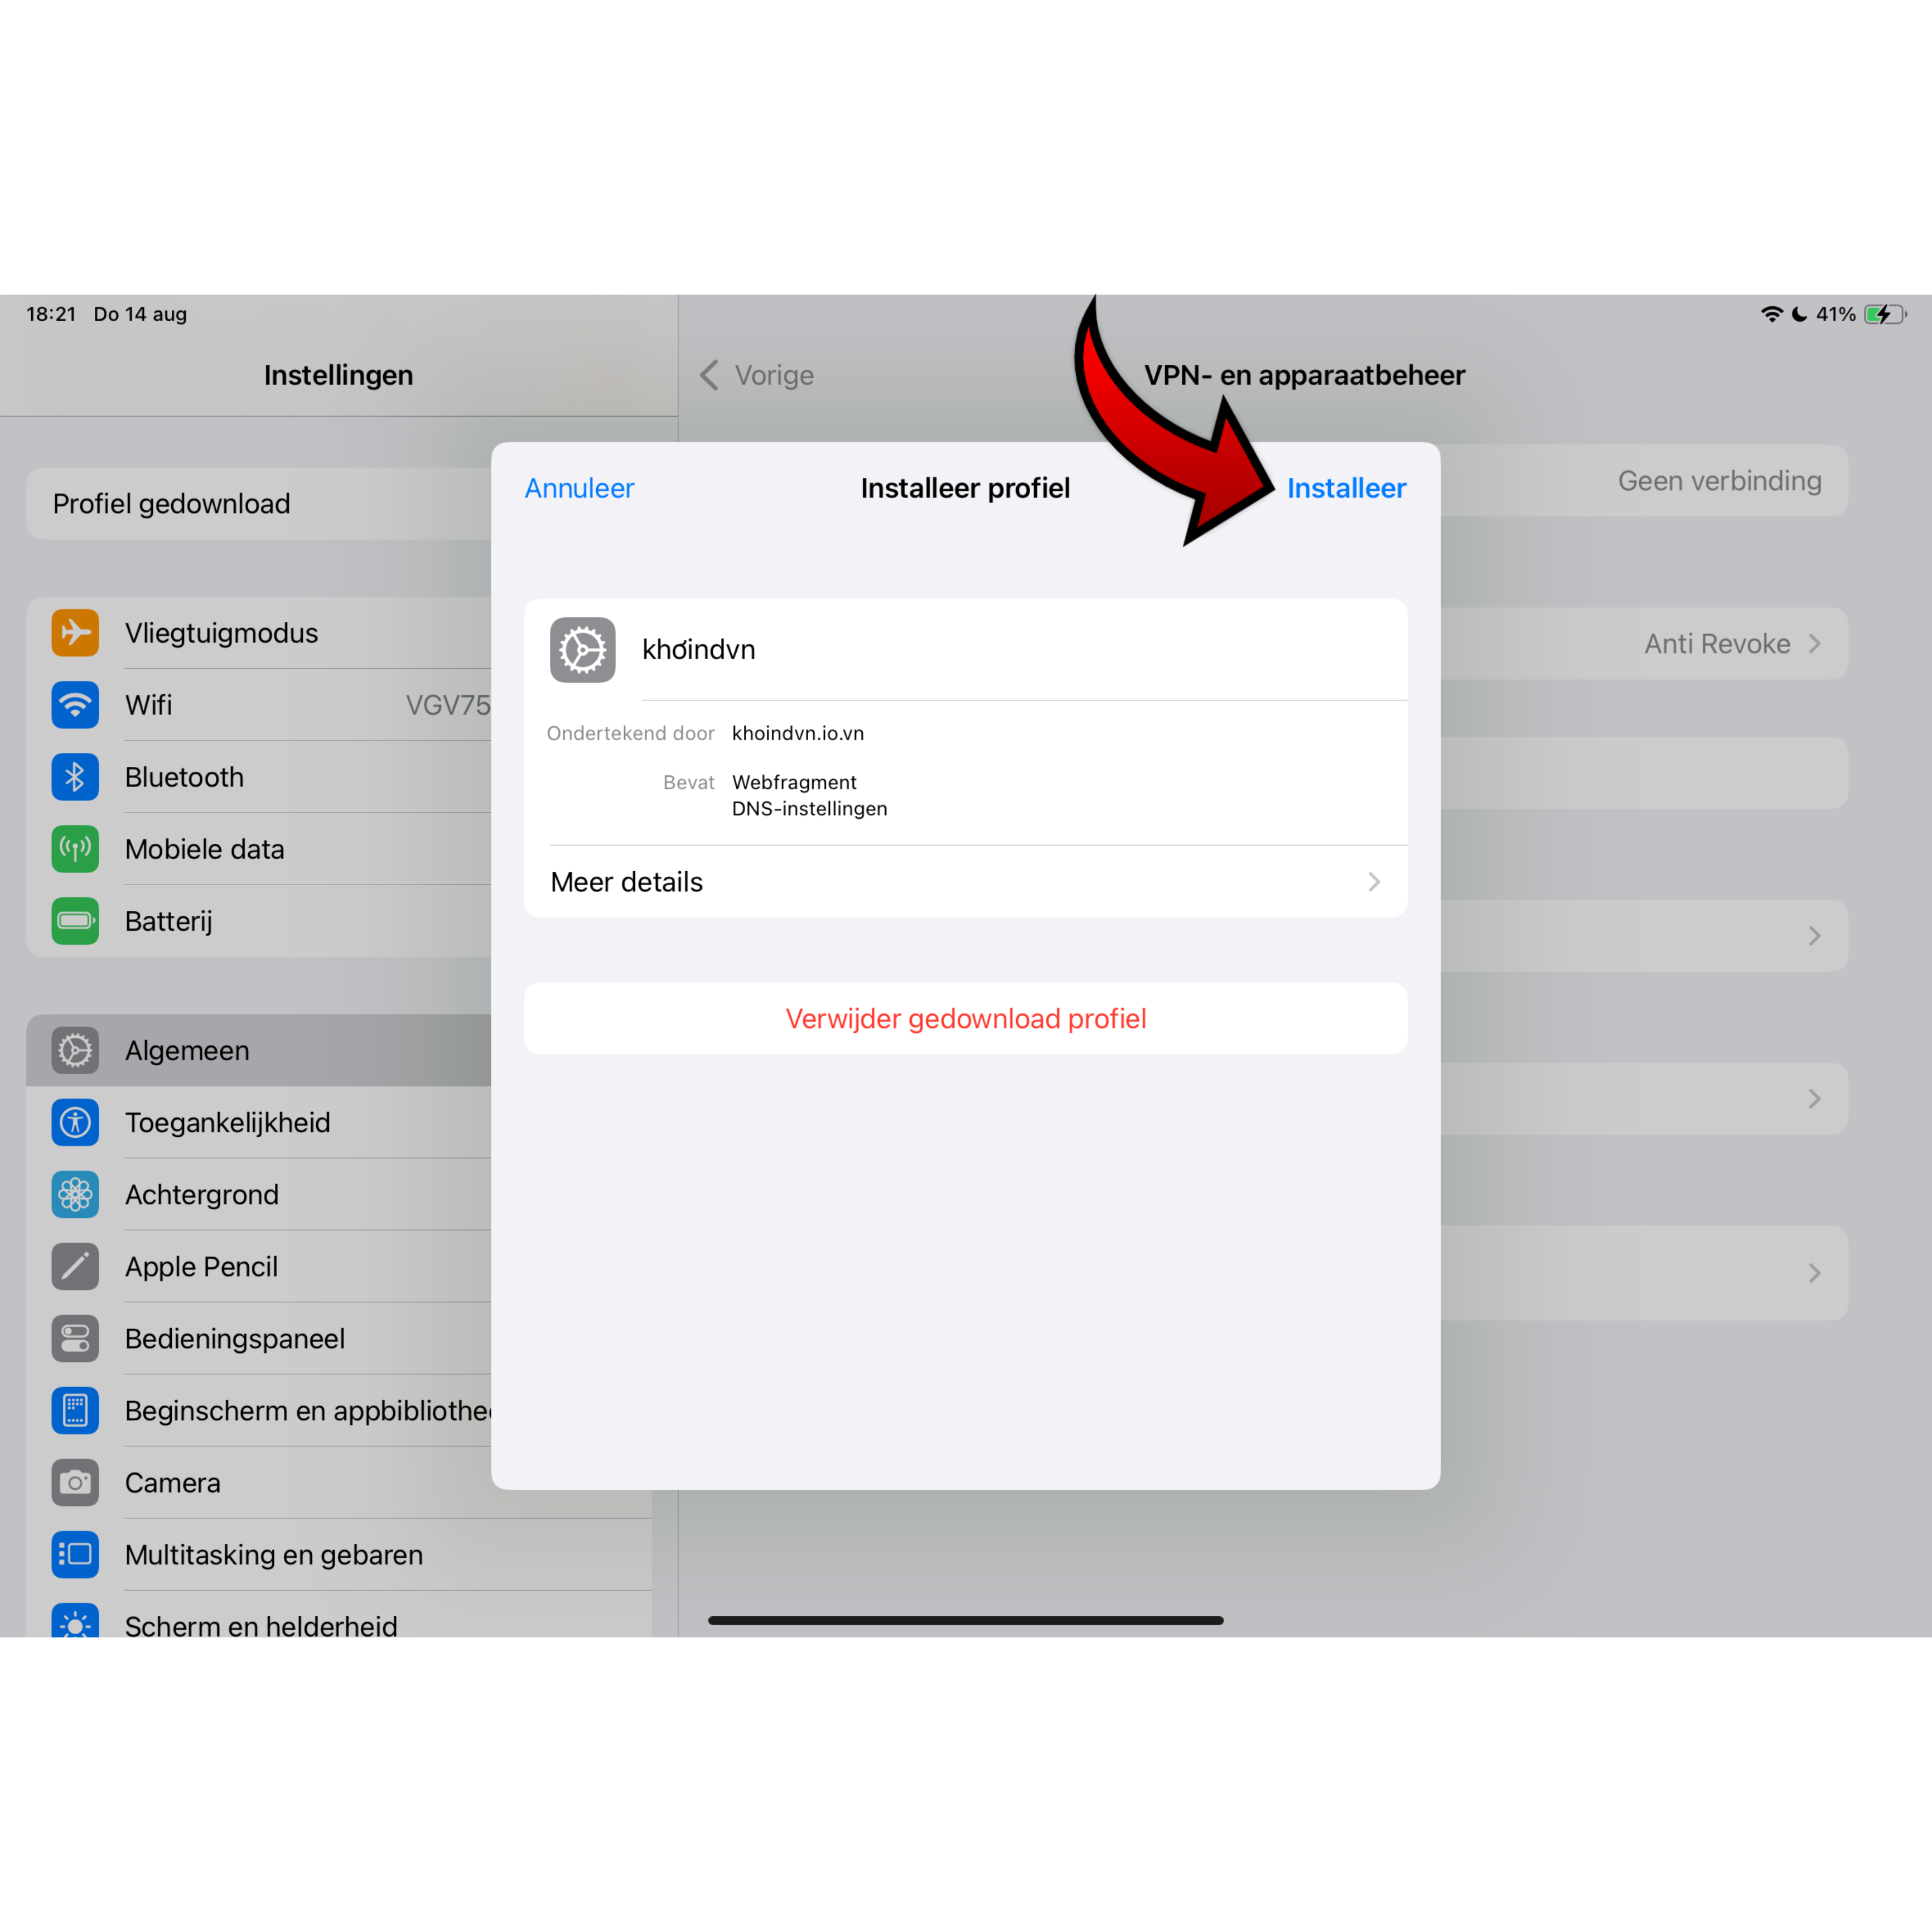 18:21 Do 14 aug
41%
Instellingen
Vorige
VPN- en apparaatbeheer
Profiel gedownload
Geen verbinding
Annuleer
Installeer profiel
Installeer
khơindvn
Ondertekend door khoindvn.io.vn
Bevat Webfragment
DNS-instellingen
Meer details
Verwijder gedownload profiel
Anti Revoke
Vliegtuigmodus
Wifi VGV75
Bluetooth
Mobiele data
Batterij
Algemeen
Toegankelijkheid
Achtergrond
Apple Pencil
Bedieningspaneel
Beginscherm en appbibliothe
Camera
Multitasking en gebaren
Scherm en helderheid